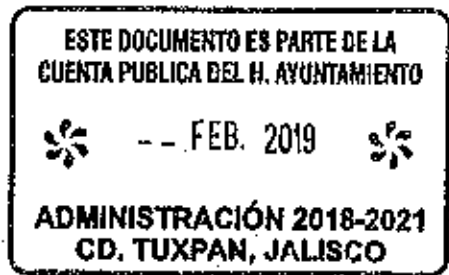 ESTE DOCUMENTO ES PARTE DE LA
CUENTA PUBLICA DEL H. AYUNTAMIENTO
-- FEB. 2019
ADMINISTRACIÓN 2018-2021
CD. TUXPAN, JALISCO